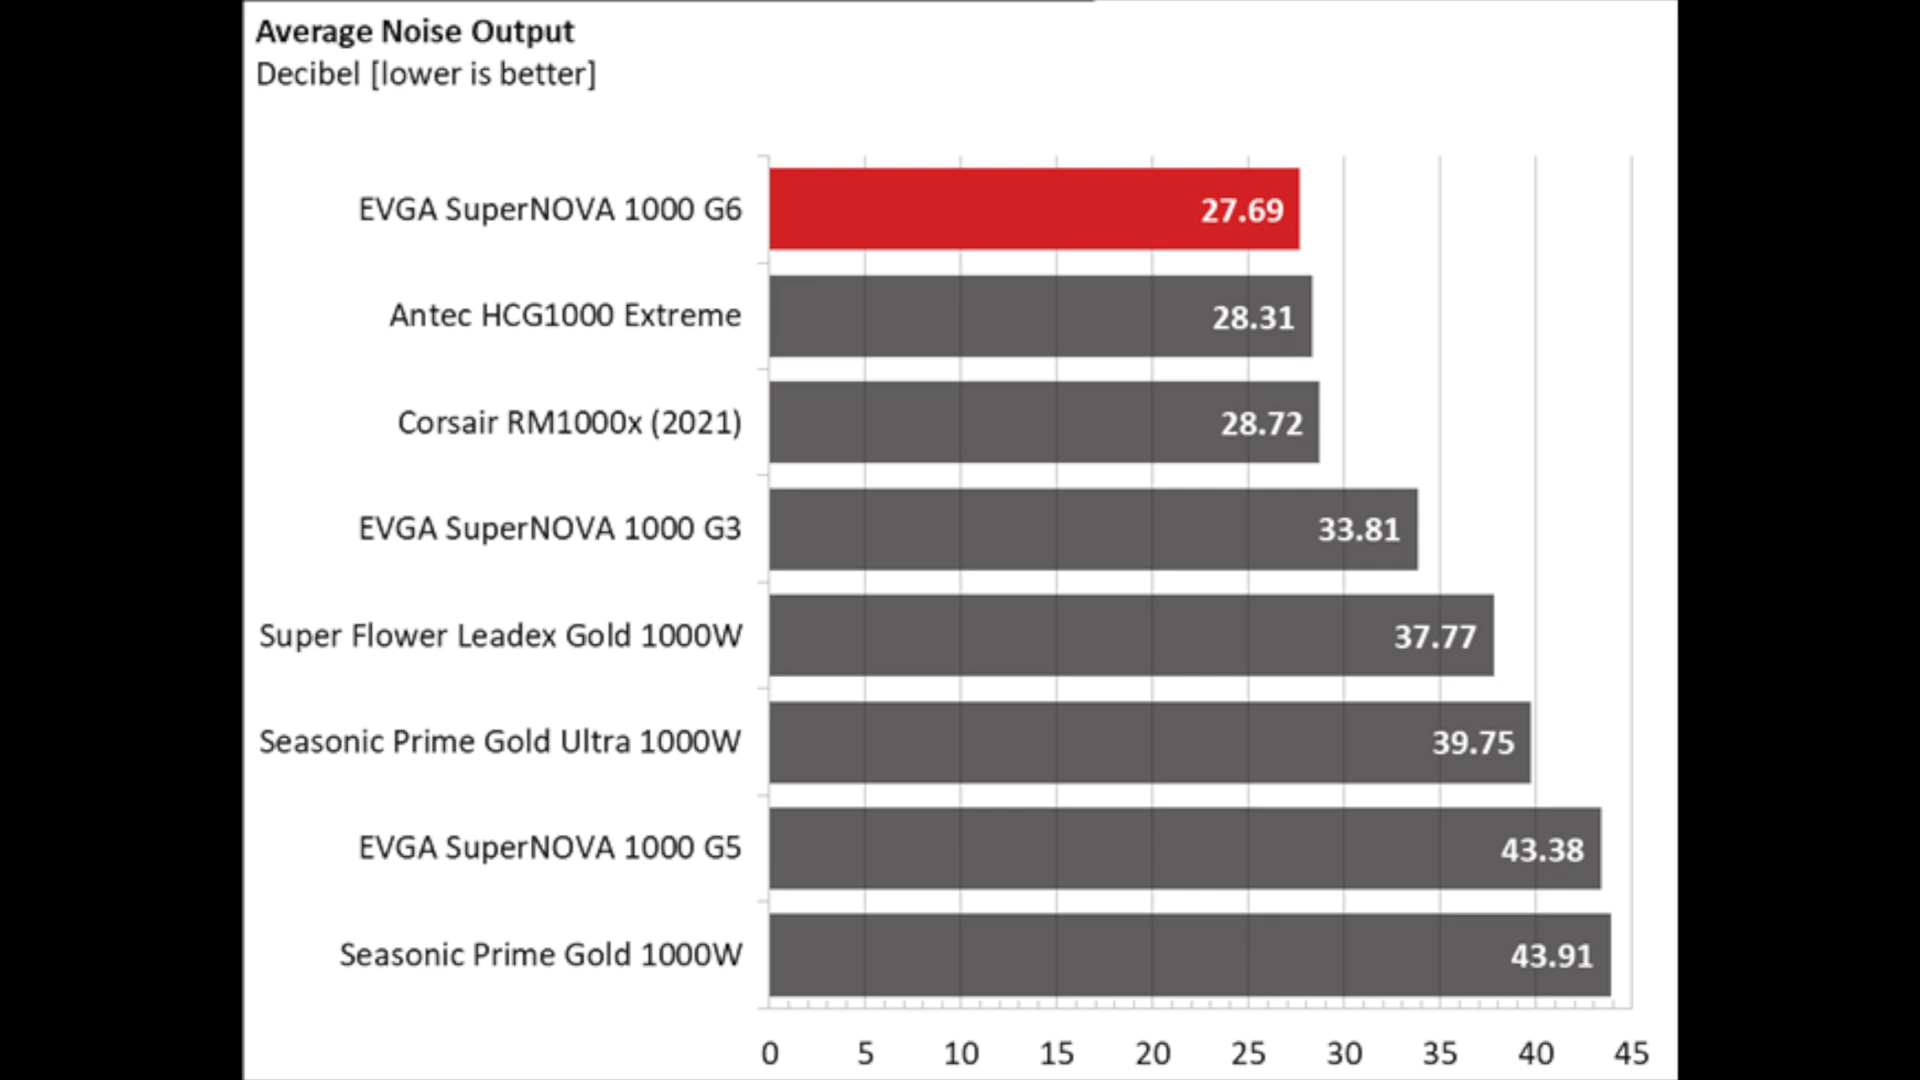 Average Noise Output
Decibel [lower is better]
EVGA SuperNOVA 1000 G6 27.69
Antec HCG1000 Extreme 28.31
Corsair RM1000x (2021) 28.72
EVGA SuperNOVA 1000 G3 33.81
Super Flower Leadex Gold 1000W 37.77
Seasonic Prime Gold Ultra 1000W 39.75
EVGA SuperNOVA 1000 G5 43.38
Seasonic Prime Gold 1000W 43.91
0 5 10 15 20 25 30 35 40 45